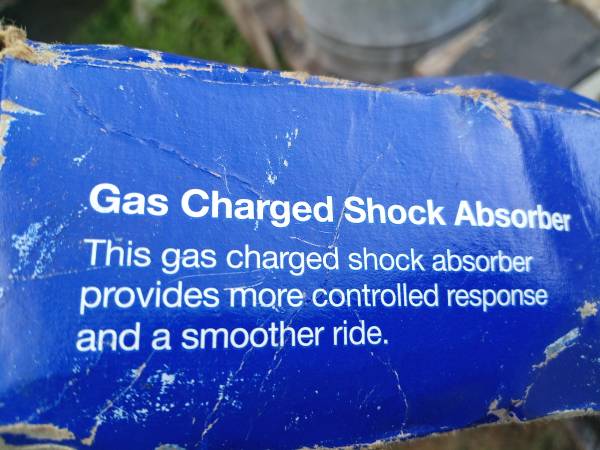 Gas Charged Shock Absorber
This gas charged shock absorber
provides more controlled response
and a smoother ride.